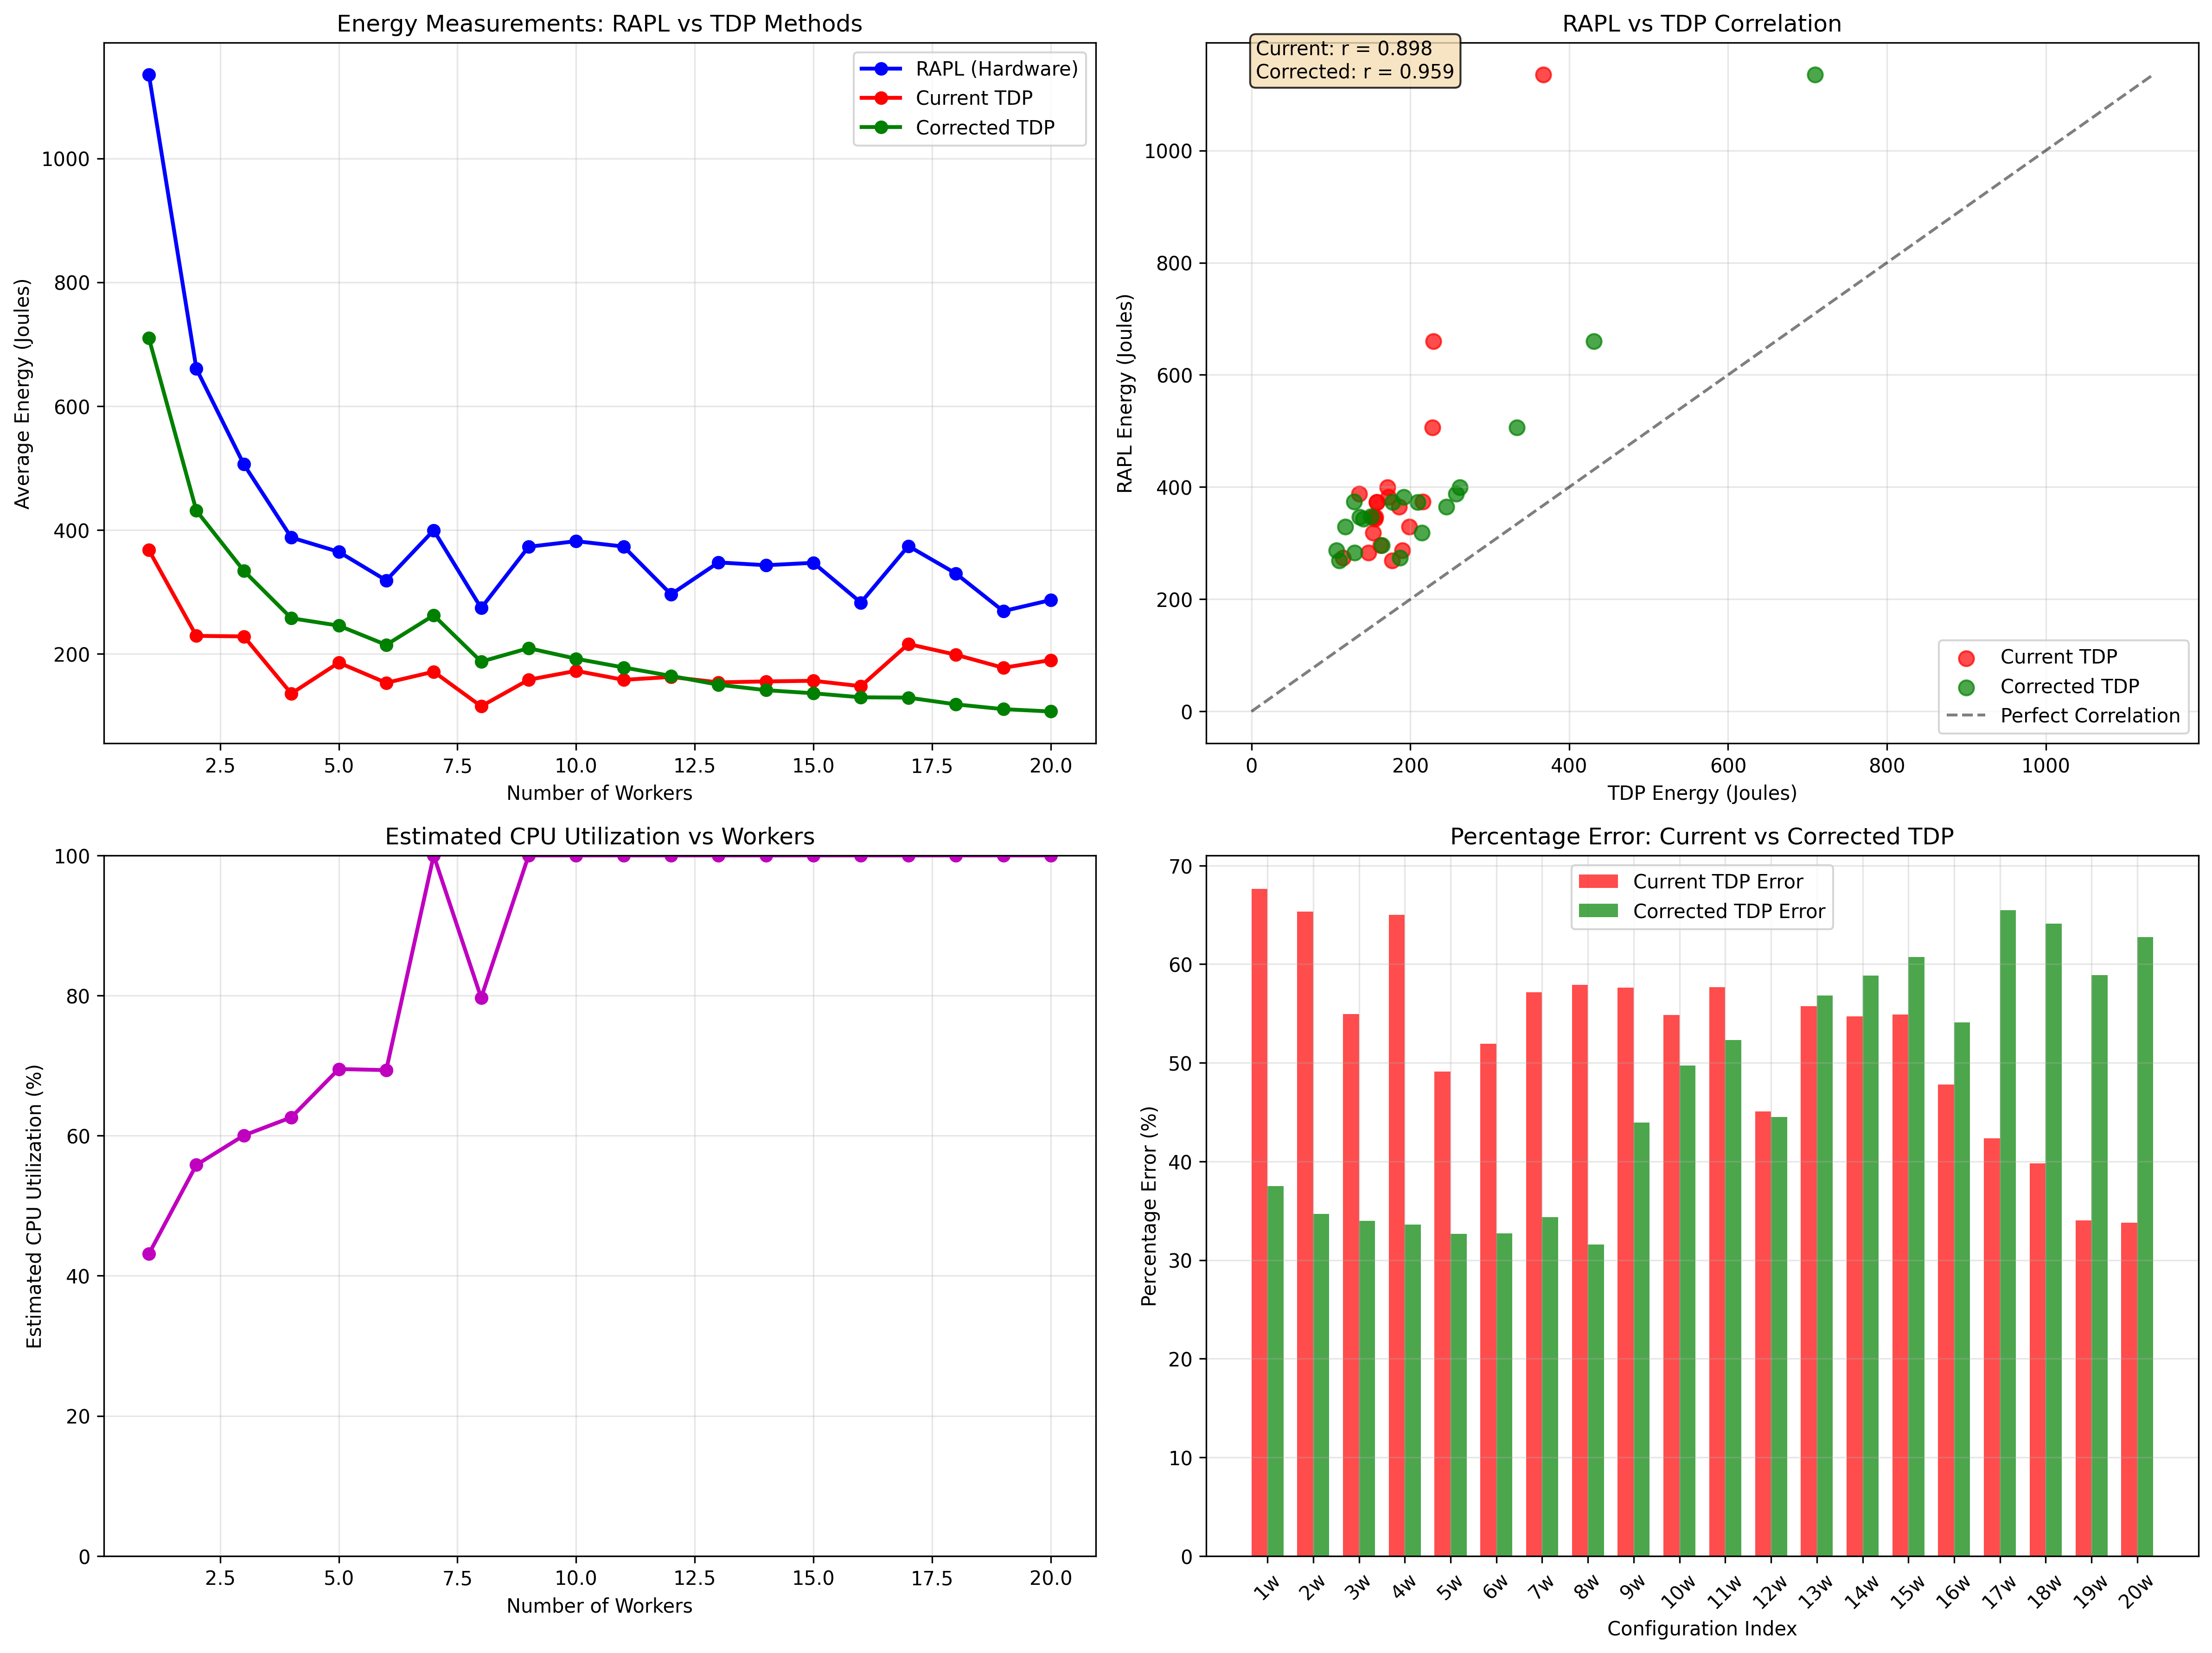 Energy Measurements: RAPL vs TDP Methods
Average Energy (Joules)
1000
800
600
400
200
RAPL (Hardware)
Current TDP
Corrected TDP
2.5 5.0 7.5 10.0 12.5 15.0 17.5 20.0
Number of Workers
RAPL vs TDP Correlation
Current: r = 0.898
Corrected: r = 0.959
RAPL Energy (Joules)
1000
800
600
400
200
0
Current TDP
Corrected TDP
Perfect Correlation
0 200 400 600 800 1000
TDP Energy (Joules)
Estimated CPU Utilization vs Workers
Estimated CPU Utilization (%)
100
80
60
40
20
0
2.5 5.0 7.5 10.0 12.5 15.0 17.5 20.0
Number of Workers
Percentage Error: Current vs Corrected TDP
Current TDP Error
Corrected TDP Error
Percentage Error (%)
70
60
50
40
30
20
10
0
1w 2w 3w 4w 5w 6w 7w 8w 9w 10w 11w 12w 13w 14w 15w 16w 17w 18w 19w 20w
Configuration Index